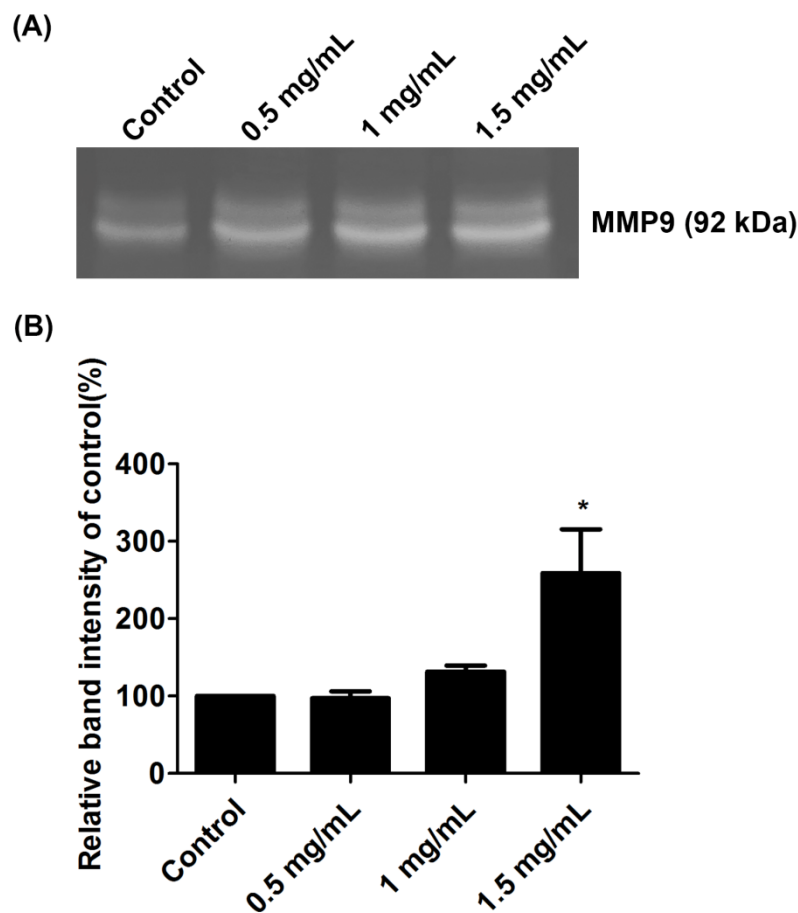 (A)
Control
0.5 mg/mL
1 mg/mL
1.5 mg/mL
MMP9 (92 kDa)
(B)
Relative band intensity of control(%)
400
300
200
100
0
*
Control
0.5 mg/mL
1 mg/mL
1.5 mg/mL